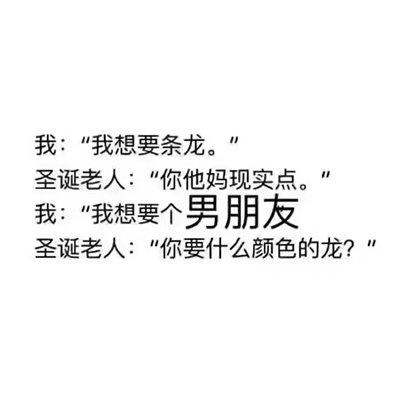 我：“我想要条龙。”
圣诞老人：“你他妈现实点。”
我：“我想要个男朋友
圣诞老人：“你要什么颜色的龙？”